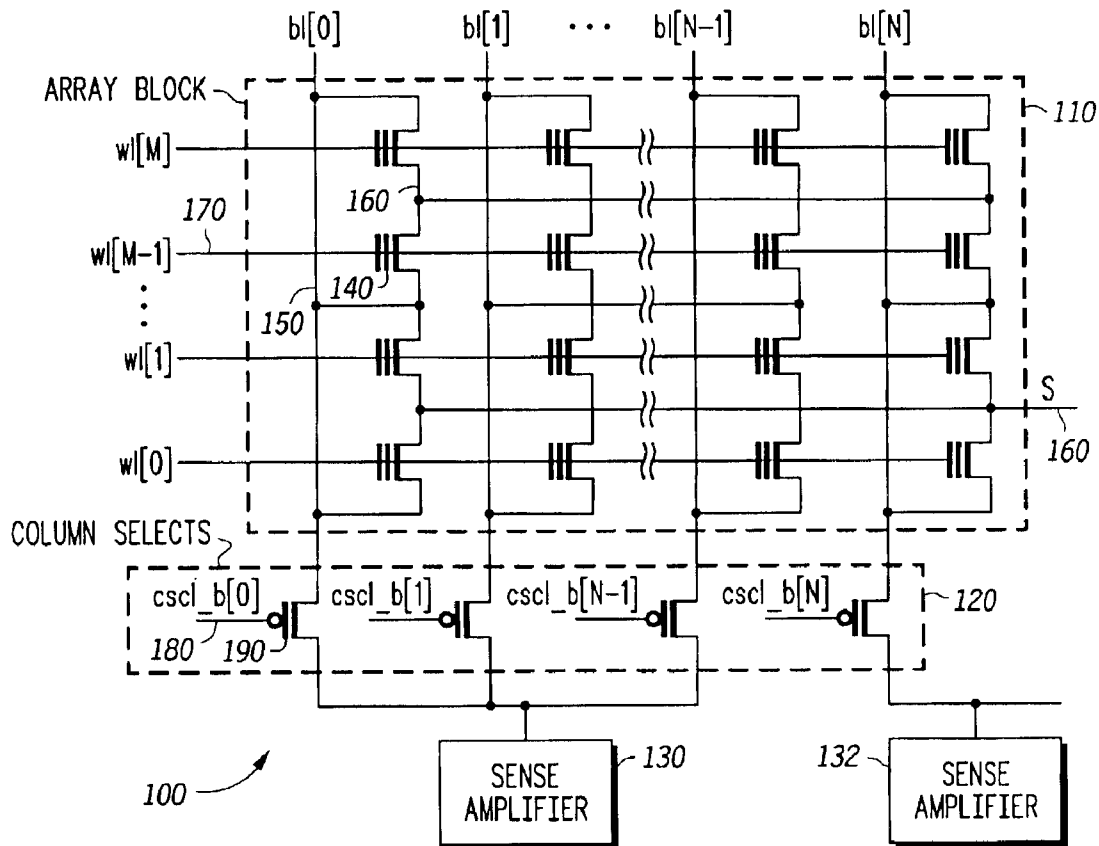 bl[0] bl[1] ... bl[N-1] bl[N]
ARRAY BLOCK
110
wl[M]
160
170
wl[M-1]
140
150
wl[1]
S
160
wl[0]
COLUMN SELECTS
cscl_b[0] cscl_b[1] cscl_b[N-1] cscl_b[N]
120
180 190
130
132
SENSE AMPLIFIER
SENSE AMPLIFIER
100